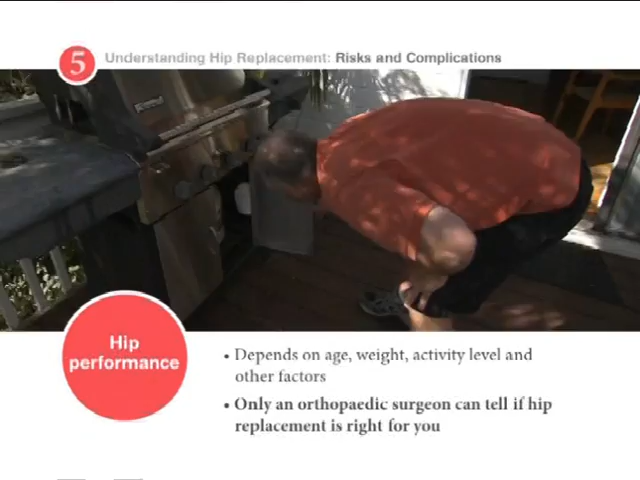 5
Understanding Hip Replacement: Risks and Complications
Hip
performance
• Depends on age, weight, activity level and
other factors
• Only an orthopaedic surgeon can tell if hip
replacement is right for you